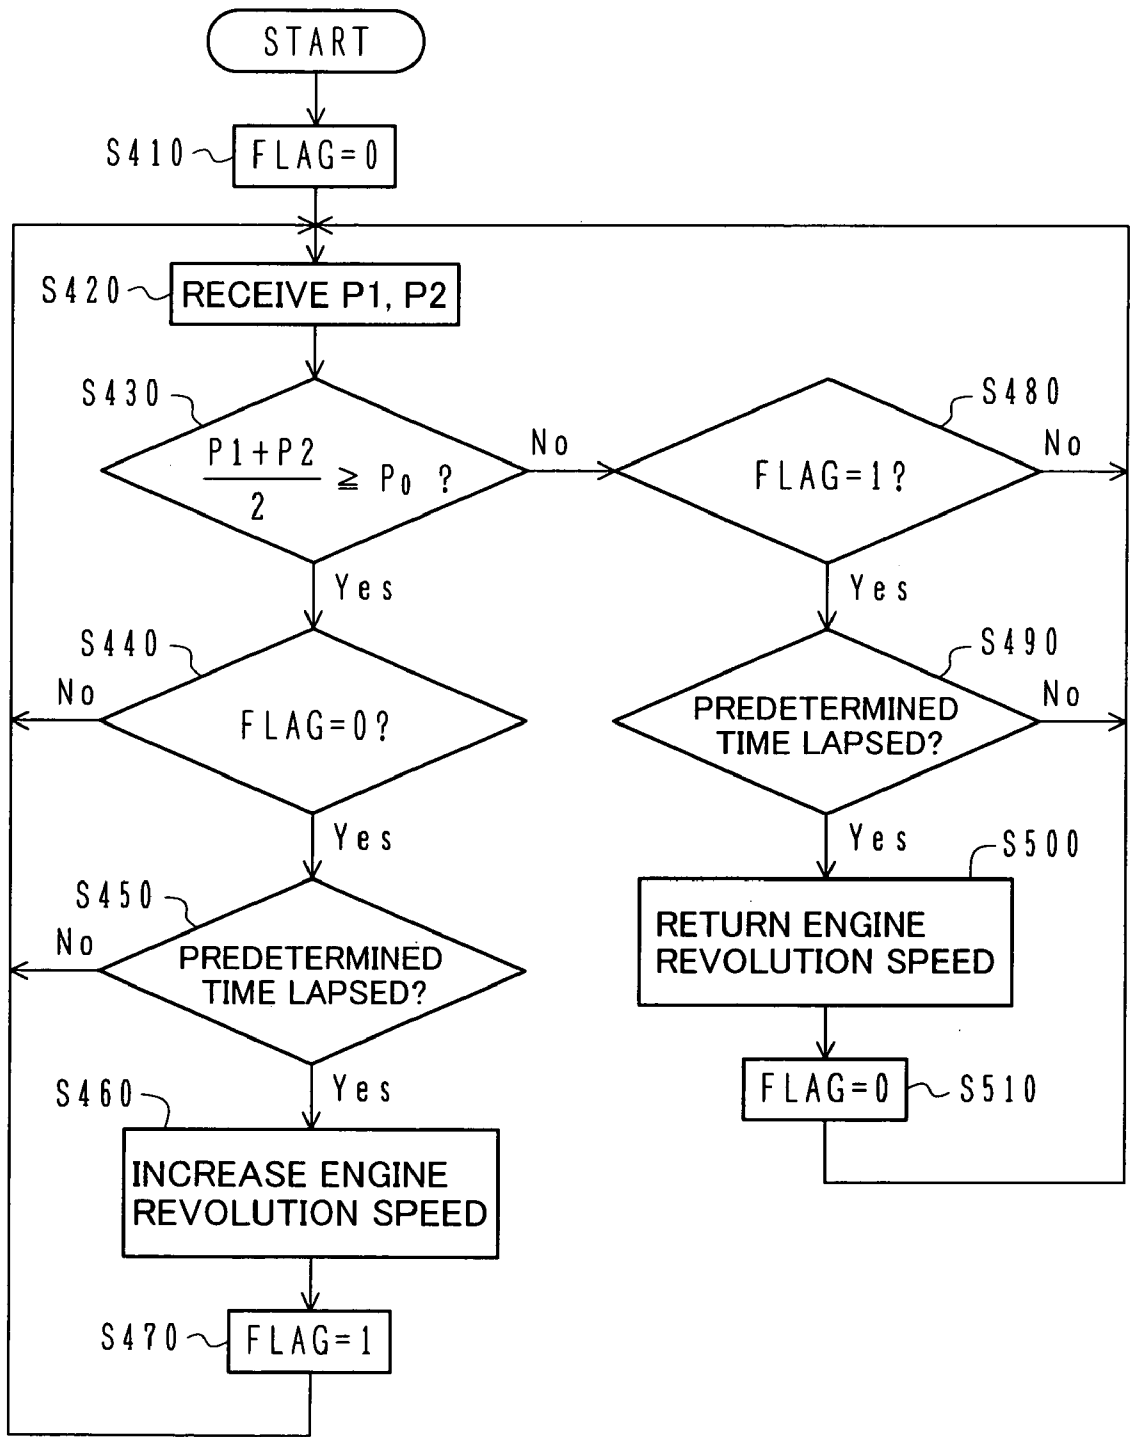 START
S410
FLAG=0
S420
RECEIVE P1, P2
S430
P1+P2
2
≧ P0 ?
No
Yes
S480
FLAG=1?
No
Yes
S440
No
FLAG=0?
Yes
S490
No
PREDETERMINED
TIME LAPSED?
Yes
S450
No
PREDETERMINED
TIME LAPSED?
Yes
S500
RETURN ENGINE
REVOLUTION SPEED
FLAG=0
S510
S460
INCREASE ENGINE
REVOLUTION SPEED
S470
FLAG=1